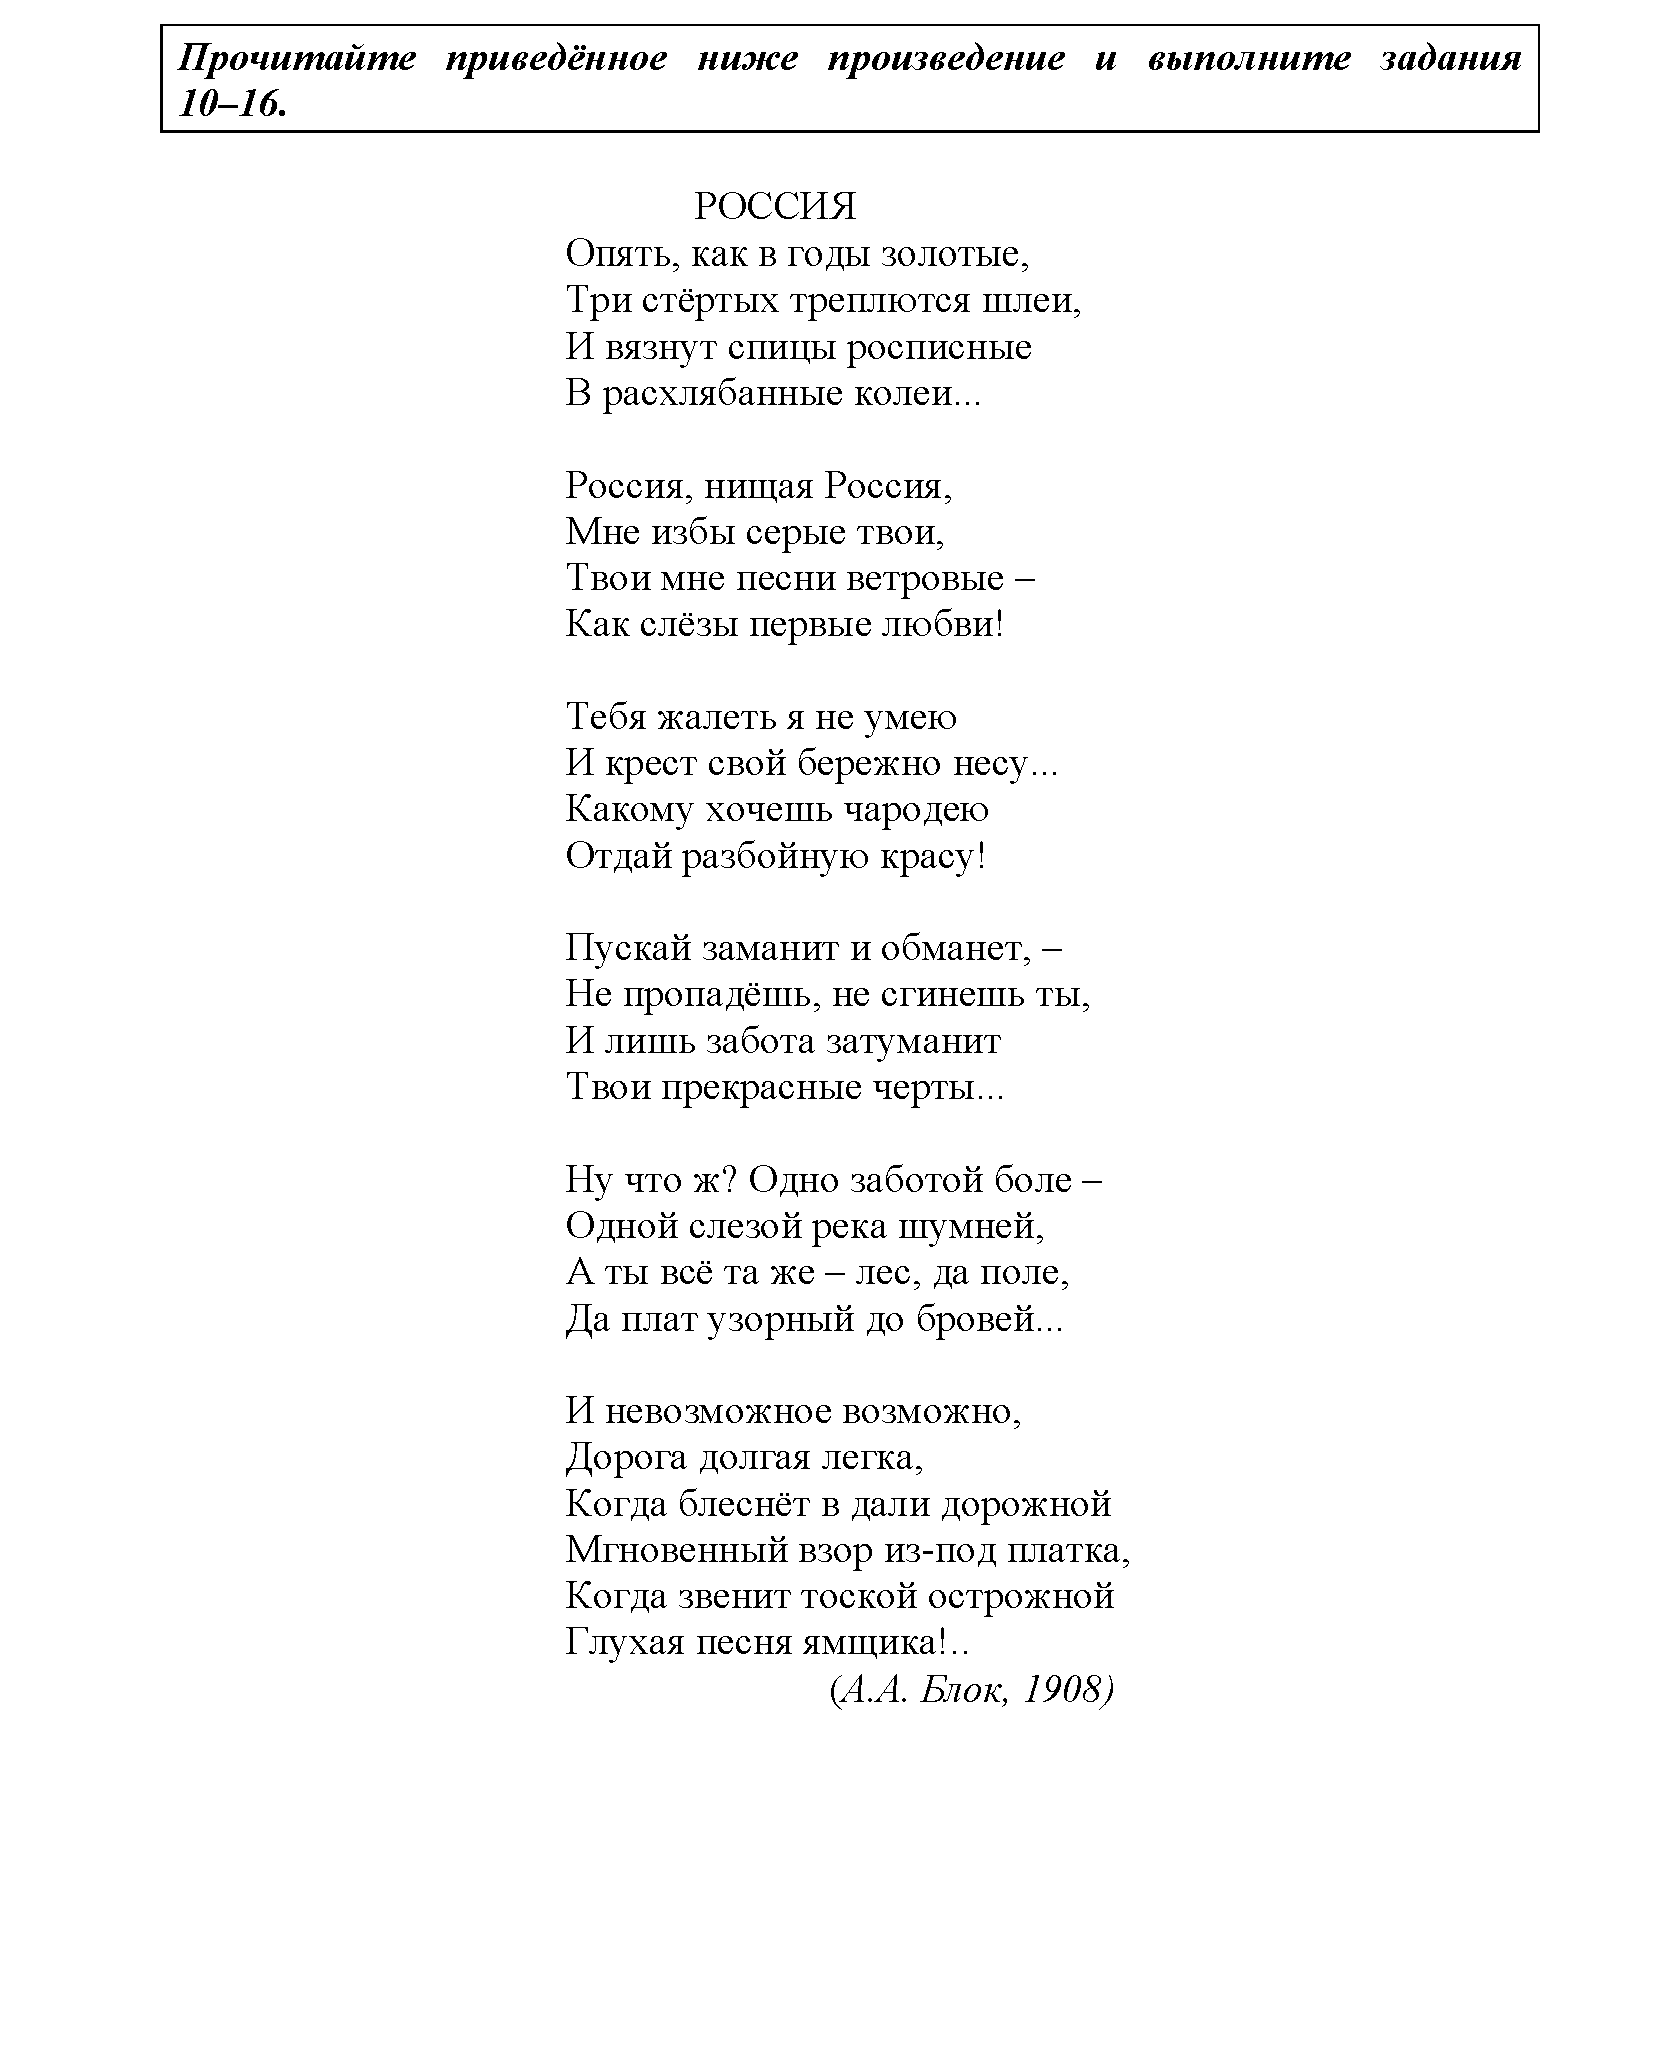 Прочитайте приведённое ниже произведение и выполните задания
10–16.
РОССИЯ
Опять, как в годы золотые,
Три стёртых треплются шлеи,
И вязнут спицы росписные
В расхлябанные колеи...
Россия, нищая Россия,
Мне избы серые твои,
Твои мне песни ветровые –
Как слёзы первые любви!
Тебя жалеть я не умею
И крест свой бережно несу...
Какому хочешь чародею
Отдай разбойную красу!
Пускай заманит и обманет, –
Не пропадёшь, не сгинешь ты,
И лишь забота затуманит
Твои прекрасные черты...
Ну что ж? Одно заботой боле –
Одной слезой река шумней,
А ты всё та же – лес, да поле,
Да плат узорный до бровей...
И невозможное возможно,
Дорога долгая легка,
Когда блеснёт в дали дорожной
Мгновенный взор из-под платка,
Когда звенит тоской острожной
Глухая песня ямщика!..
(А.А. Блок, 1908)